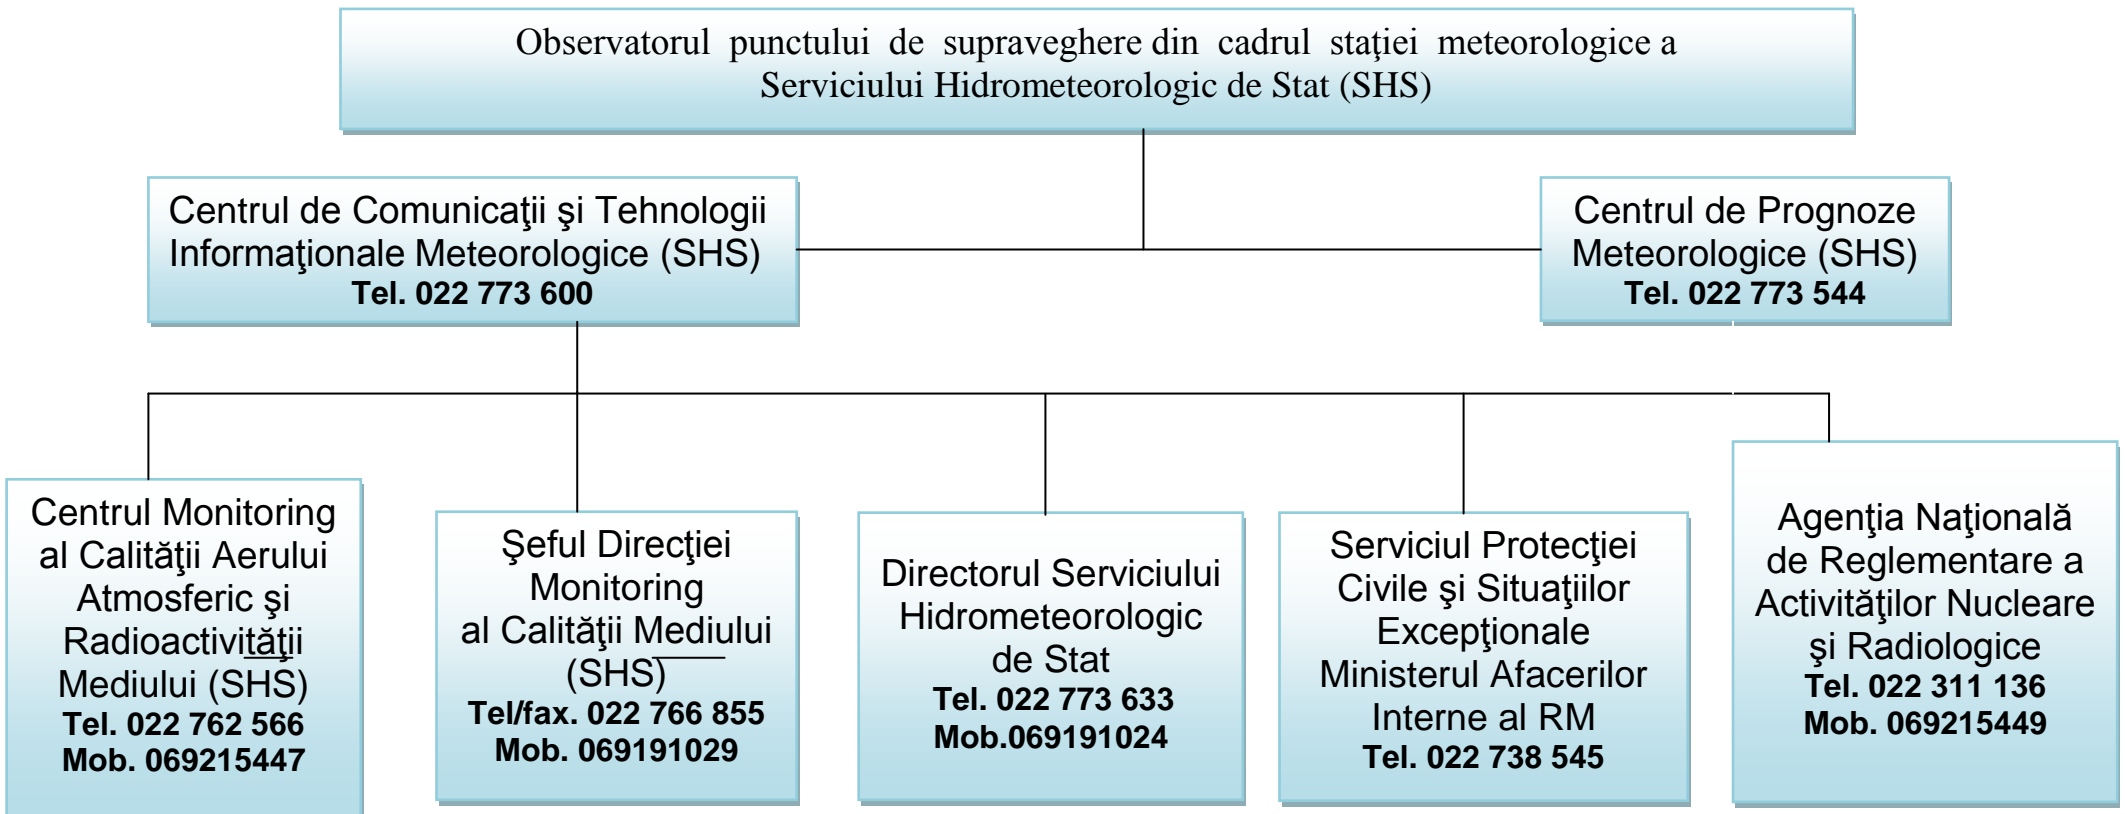 Observatorul punctului de supraveghere din cadrul staţiei meteorologice a
Serviciului Hidrometeorologic de Stat (SHS)
Centrul de Comunicaţii şi Tehnologii
Informaţionale Meteorologice (SHS)
Tel. 022 773 600
Centrul de Prognoze
Meteorologice (SHS)
Tel. 022 773 544
Centrul Monitoring
al Calităţii Aerului
Atmosferic şi
Radioactivităţii
Mediului (SHS)
Tel. 022 762 566
Mob. 069215447
Şeful Direcţiei
Monitoring
al Calităţii Mediului
(SHS)
Tel/fax. 022 766 855
Mob. 069191029
Directorul Serviciului
Hidrometeorologic
de Stat
Tel. 022 773 633
Mob.069191024
Serviciul Protecţiei
Civile şi Situaţiilor
Excepţionale
Ministerul Afacerilor
Interne al RM
Tel. 022 738 545
Agenţia Naţională
de Reglementare a
Activităţilor Nucleare
şi Radiologice
Tel. 022 311 136
Mob. 069215449